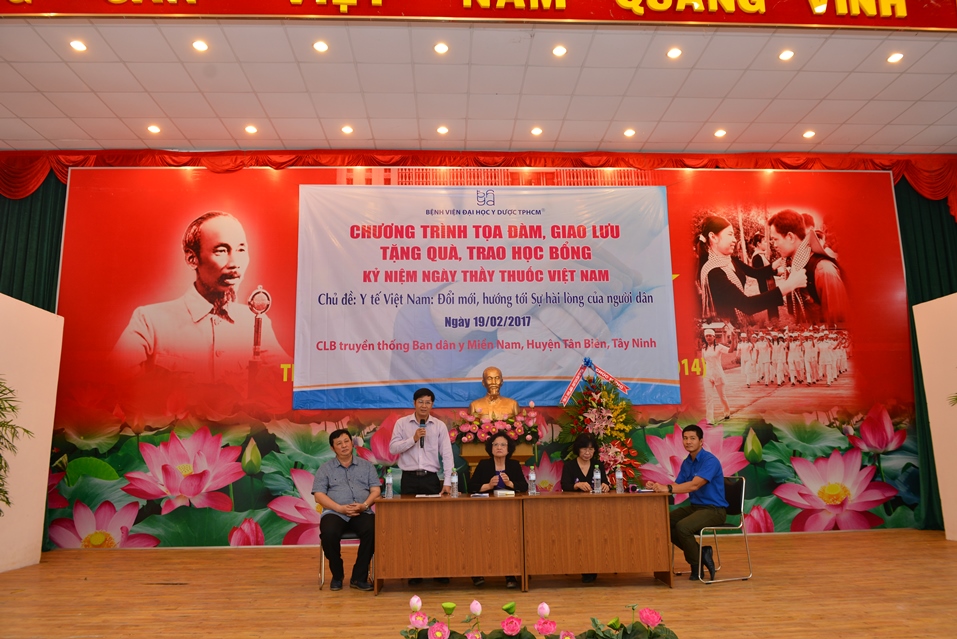 VIỆT NAM QUANG VINH
BỆNH VIỆN ĐẠI HỌC Y DƯỢC TPHCM
CHƯƠNG TRÌNH TỌA ĐÀM, GIAO LƯU
TẶNG QUÀ, TRAO HỌC BỔNG
KỶ NIỆM NGÀY THẦY THUỐC VIỆT NAM
Chủ đề: Y tế Việt Nam: Đổi mới, hướng tới Sự hài lòng của người dân
Ngày 19/02/2017
CLB truyền thống Ban dân y Miền Nam, Huyện Tân Biên, Tây Ninh